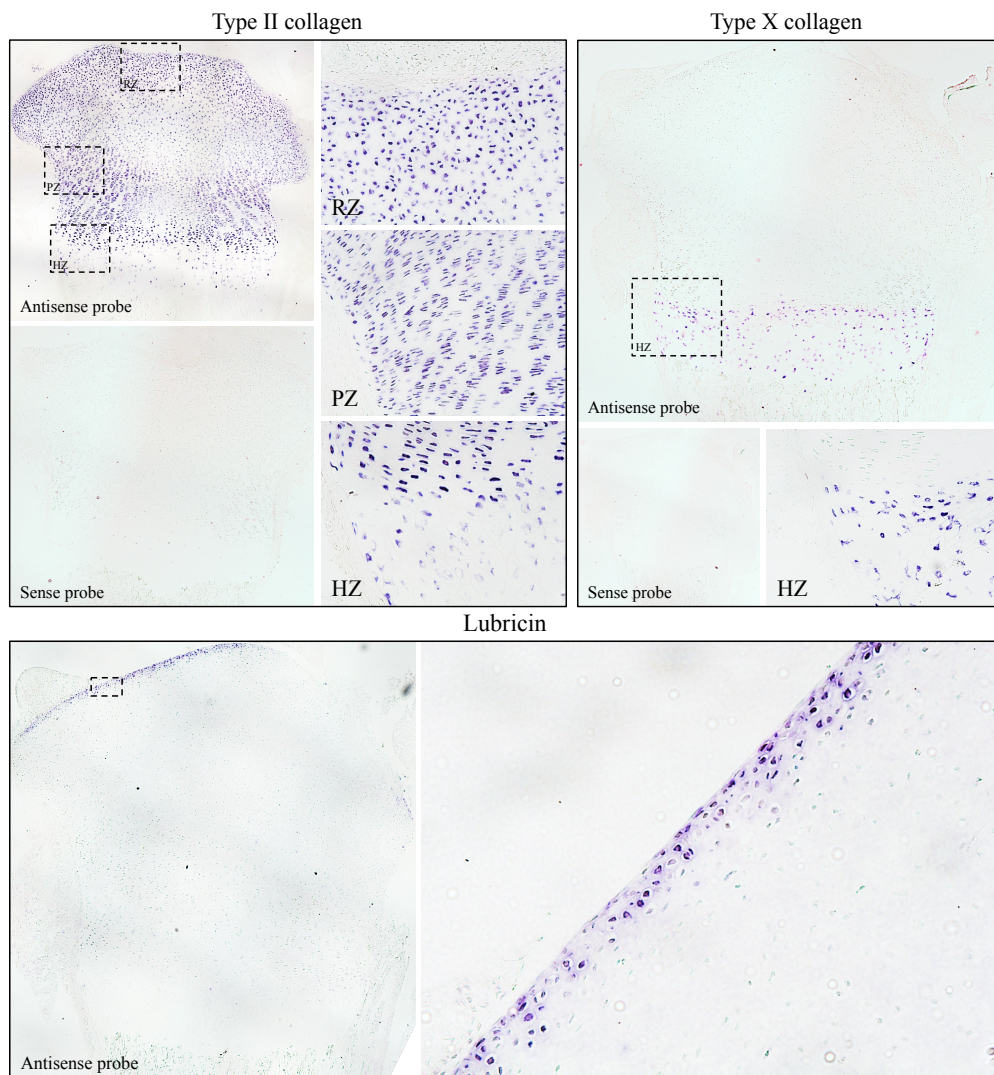 Type II collagen
RZ
PZ
HZ
Antisense probe
Sense probe
RZ
PZ
HZ
Type X collagen
HZ
Antisense probe
Sense probe
HZ
Lubricin
Antisense probe